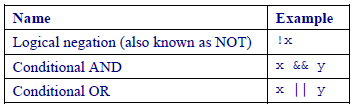 Name Example
Logical negation (also known as NOT) !x
Conditional AND x && y
Conditional OR x || y